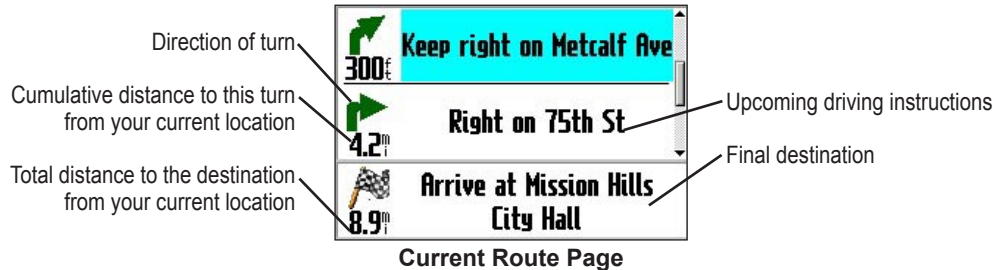 Direction of turn
Cumulative distance to this turn
from your current location
Total distance to the destination
from your current location
Keep right on Metcalf Ave
300ft
Right on 75th St
4.2mi
Arrive at Mission Hills
City Hall
8.9mi
Upcoming driving instructions
Final destination
Current Route Page